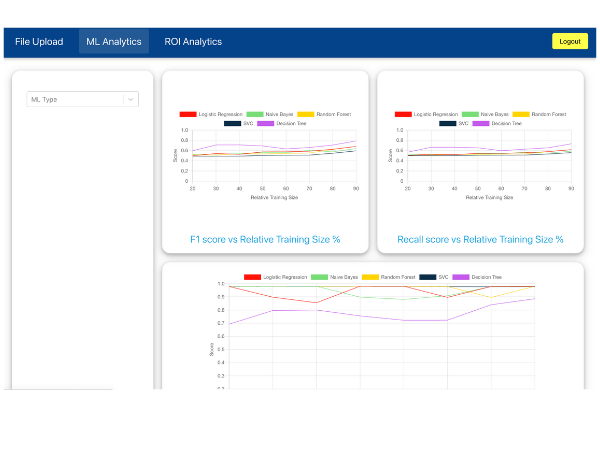 File Upload ML Analytics ROI Analytics Logout
ML Type
Logistic Regression Naive Bayes Random Forest
SVC Decision Tree
1.0
0.8
0.6
0.4
0.2
0
Score
20 30 40 50 60 70 80 90
Relative Training Size
F1 score vs Relative Training Size %
Logistic Regression Naive Bayes Random Forest
SVC Decision Tree
1.0
0.8
0.6
0.4
0.2
0
Score
20 30 40 50 60 70 80 90
Relative Training Size
Recall score vs Relative Training Size %
Logistic Regression Naive Bayes Random Forest SVC Decision Tree
1.0
0.9
0.8
0.7
0.6
0.5
0.4
0.3
0.2
Score